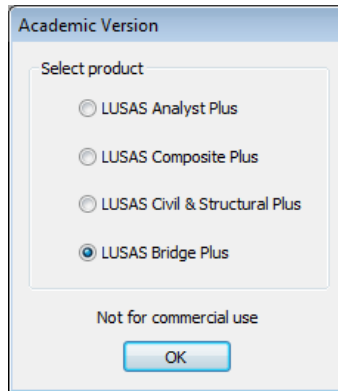 Academic Version
Select product
LUSAS Analyst Plus
LUSAS Composite Plus
LUSAS Civil & Structural Plus
LUSAS Bridge Plus
Not for commercial use
OK